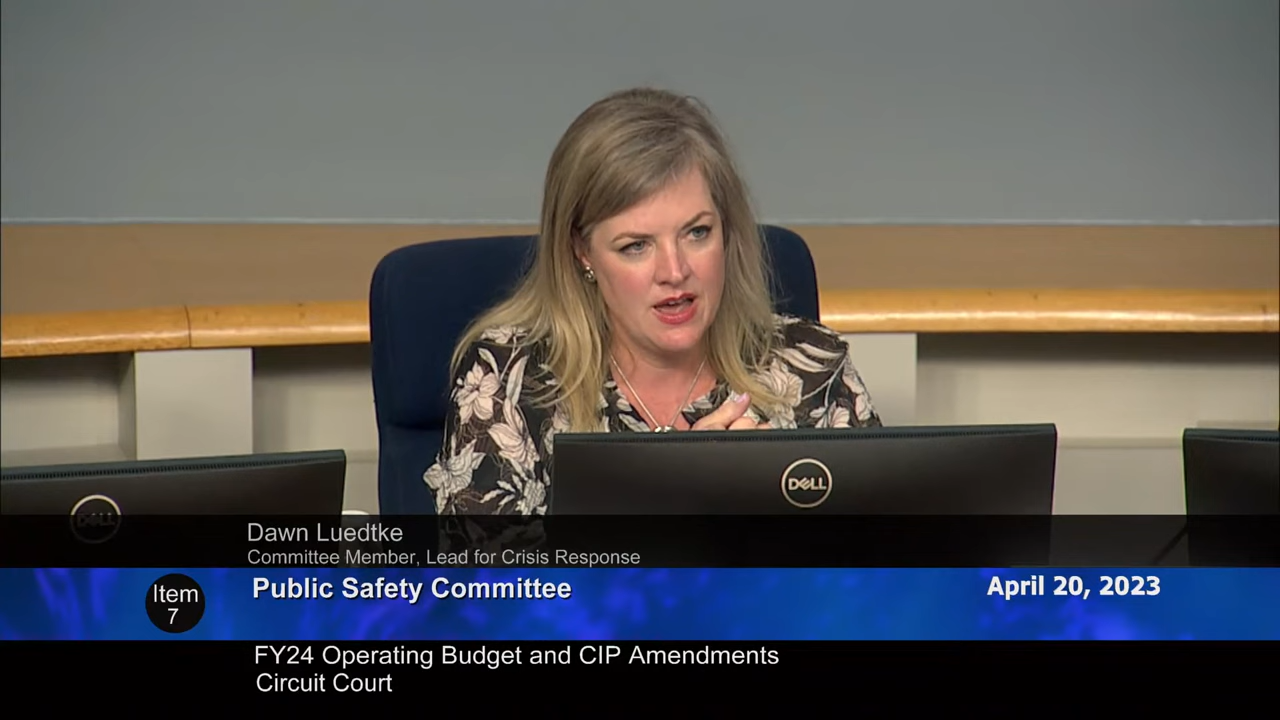 DELL
DELL
Dawn Luedtke
Committee Member, Lead for Crisis Response
Item
7
Public Safety Committee
April 20, 2023
FY24 Operating Budget and CIP Amendments
Circuit Court